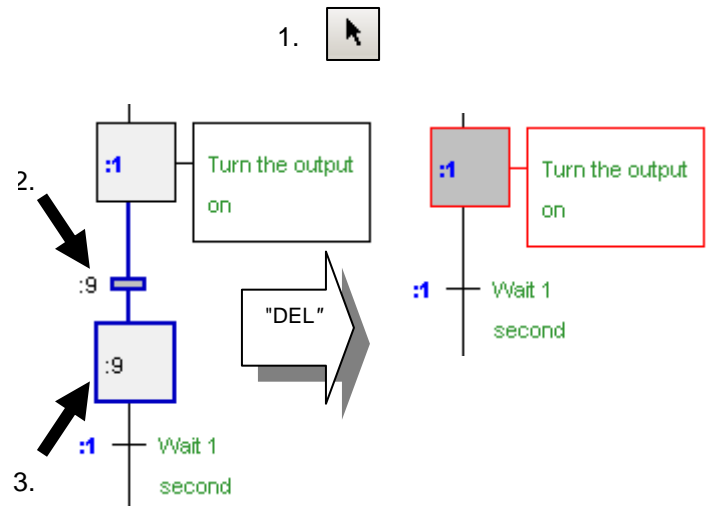 1.
:1
Turn the output
on
2.
:9
:9
:1
Wait 1
second
3.
"DEL"
:1
Turn the output
on
:1
Wait 1
second